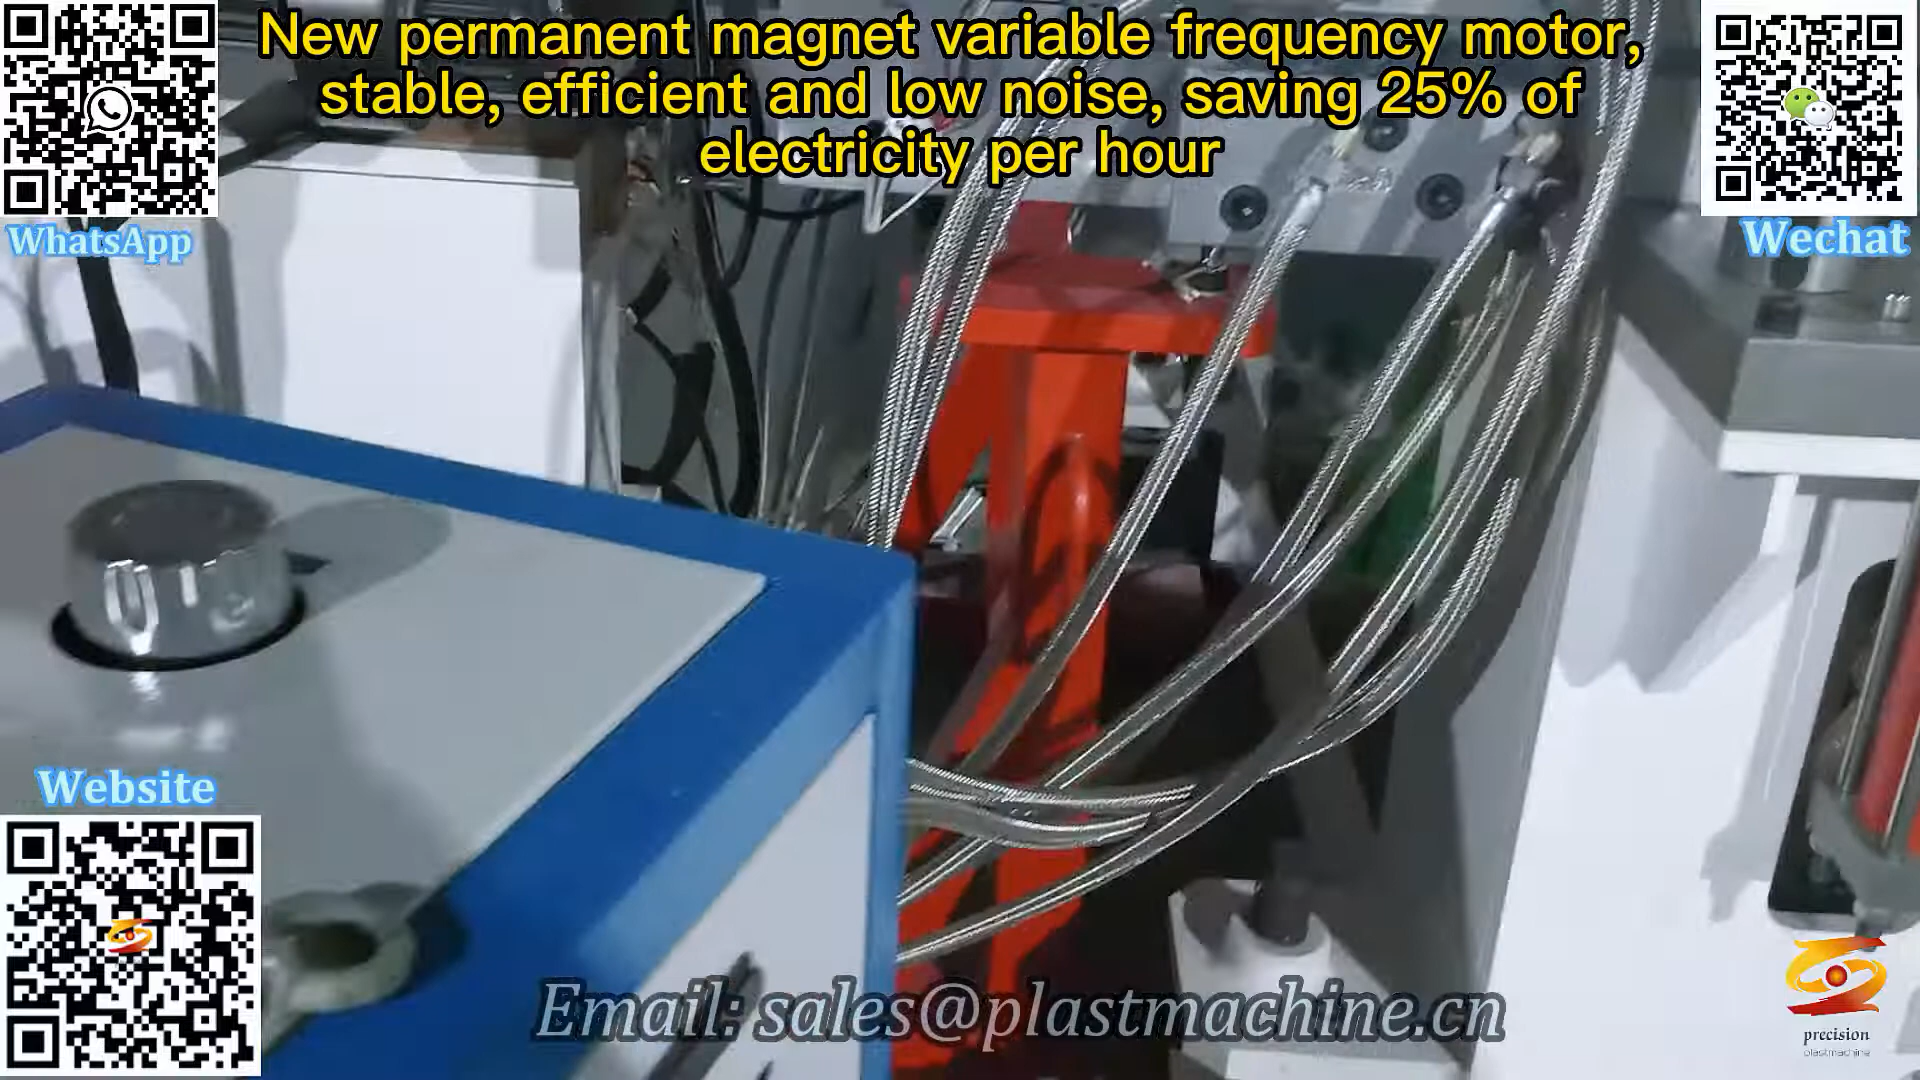 New permanent magnet variable frequency motor,
stable, efficient and low noise, saving 25% of
electricity per hour
WhatsApp
Wechat
Website
Email: sales@plastmachine.cn
precision
plastmachine